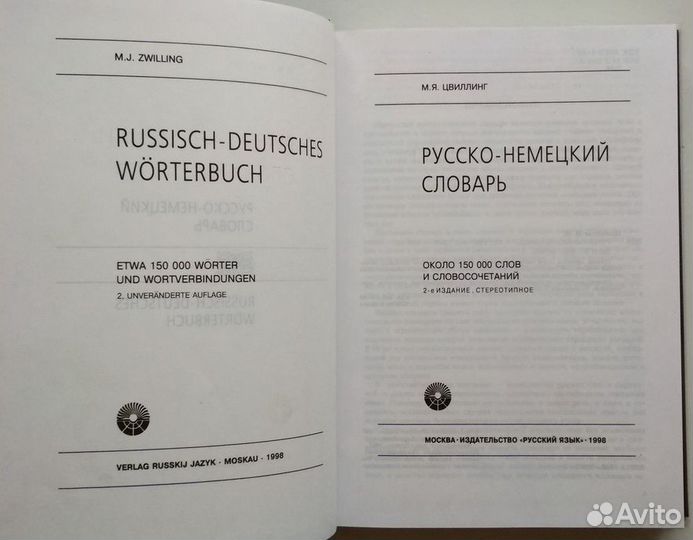 M.J. ZWILLING
RUSSISCH-DEUTSCHES
WÖRTERBUCH
ETWA 150 000 WÖRTER
UND WORTVERBINDUNGEN
2. UNVERÄNDERTE AUFLAGE
VERLAG RUSSKIJ JAZYK · MOSKAU · 1998
М.Я. ЦВИЛЛИНГ
РУССКО-НЕМЕЦКИЙ
СЛОВАРЬ
ОКОЛО 150 000 СЛОВ
И СЛОВОСОЧЕТАНИЙ
2-е ИЗДАНИЕ, СТЕРЕОТИПНОЕ
МОСКВА · ИЗДАТЕЛЬСТВО «РУССКИЙ ЯЗЫК» · 1998
Avito